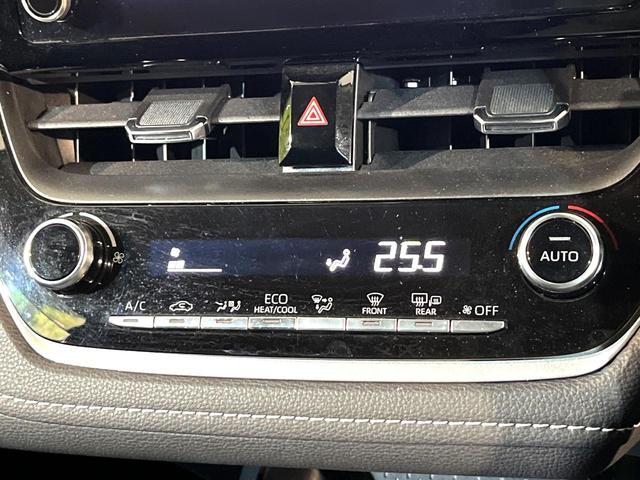 25.5
AUTO
A/C
ECO
HEAT/COOL
FRONT
REAR
OFF